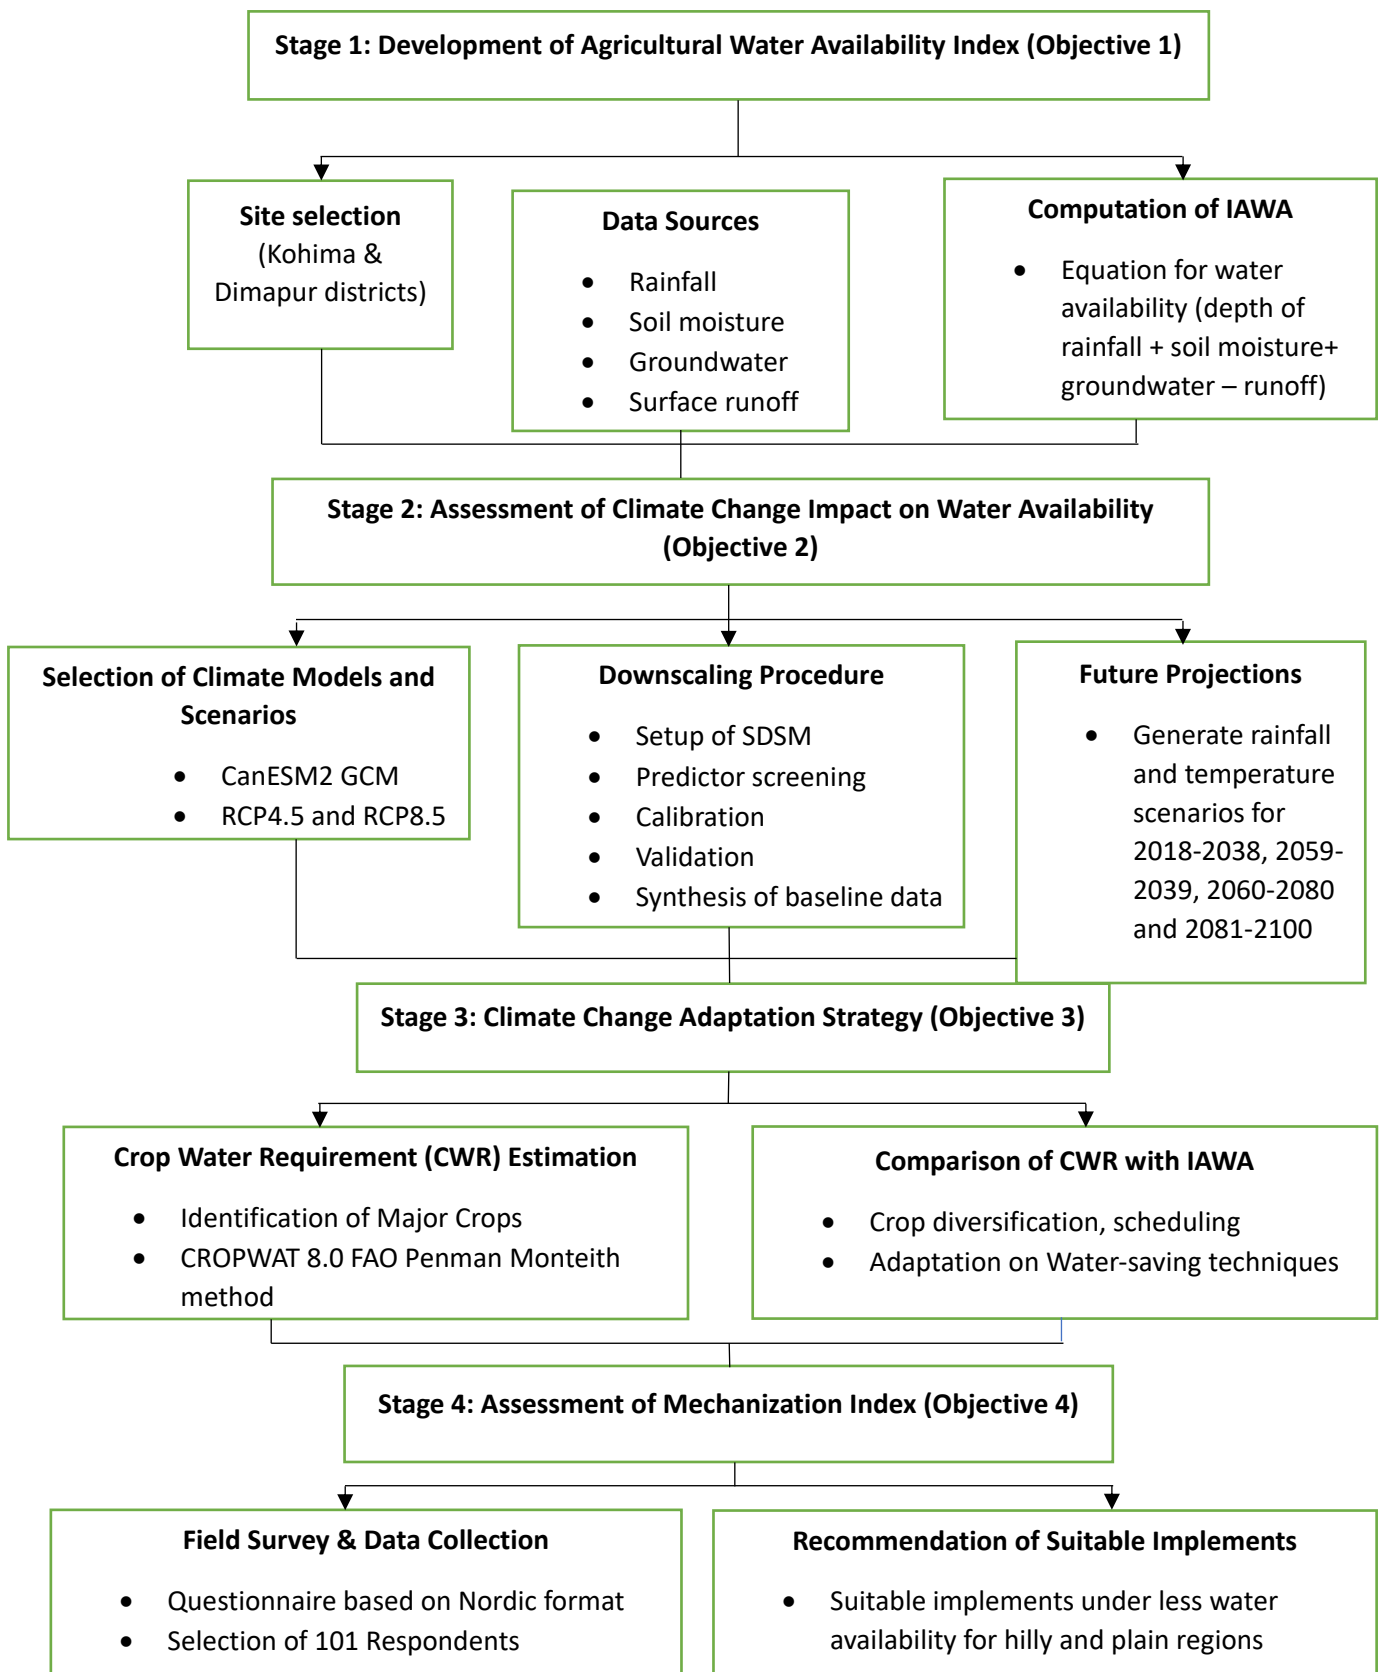 Stage 1: Development of Agricultural Water Availability Index (Objective 1)
Site selection
(Kohima &
Dimapur districts)
Data Sources
• Rainfall
• Soil moisture
• Groundwater
• Surface runoff
Computation of IAWA
• Equation for water
availability (depth of
rainfall + soil moisture+
groundwater – runoff)
Stage 2: Assessment of Climate Change Impact on Water Availability
(Objective 2)
Selection of Climate Models and
Scenarios
• CanESM2 GCM
• RCP4.5 and RCP8.5
Downscaling Procedure
• Setup of SDSM
• Predictor screening
• Calibration
• Validation
• Synthesis of baseline data
Future Projections
• Generate rainfall
and temperature
scenarios for
2018-2038, 2059-
2039, 2060-2080
and 2081-2100
Stage 3: Climate Change Adaptation Strategy (Objective 3)
Crop Water Requirement (CWR) Estimation
• Identification of Major Crops
• CROPWAT 8.0 FAO Penman Monteith
method
Comparison of CWR with IAWA
• Crop diversification, scheduling
• Adaptation on Water-saving techniques
Stage 4: Assessment of Mechanization Index (Objective 4)
Field Survey & Data Collection
• Questionnaire based on Nordic format
• Selection of 101 Respondents
Recommendation of Suitable Implements
• Suitable implements under less water
availability for hilly and plain regions